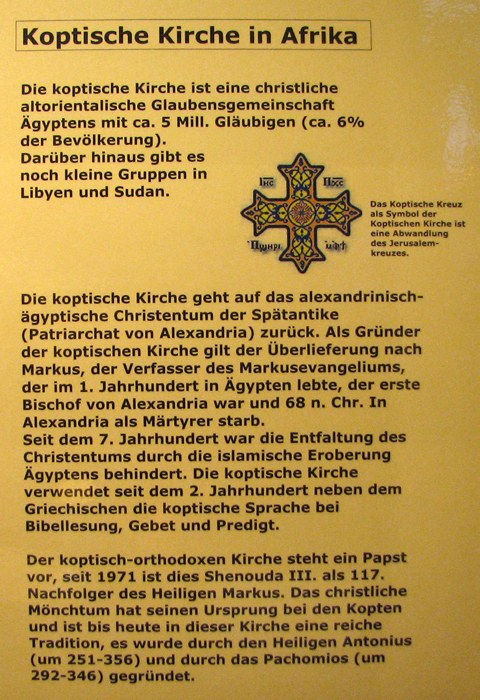 Koptische Kirche in Afrika
Die koptische Kirche ist eine christliche
altorientalische Glaubensgemeinschaft
Ägyptens mit ca. 5 Mill. Gläubigen (ca. 6%
der Bevölkerung).
Darüber hinaus gibt es
noch kleine Gruppen in
Libyen und Sudan.
Das Koptische Kreuz
als Symbol der
Koptischen Kirche ist
eine Abwandlung
des Jerusalem-
kreuzes.
Die koptische Kirche geht auf das alexandrinisch-
ägyptische Christentum der Spätantike
(Patriarchat von Alexandria) zurück. Als Gründer
der koptischen Kirche gilt der Überlieferung nach
Markus, der Verfasser des Markusevangeliums,
der im 1. Jahrhundert in Ägypten lebte, der erste
Bischof von Alexandria war und 68 n. Chr. In
Alexandria als Märtyrer starb.
Seit dem 7. Jahrhundert war die Entfaltung des
Christentums durch die islamische Eroberung
Ägyptens behindert. Die koptische Kirche
verwendet seit dem 2. Jahrhundert neben dem
Griechischen die koptische Sprache bei
Bibellesung, Gebet und Predigt.
Der koptisch-orthodoxen Kirche steht ein Papst
vor, seit 1971 ist dies Shenouda III. als 117.
Nachfolger des Heiligen Markus. Das christliche
Mönchtum hat seinen Ursprung bei den Kopten
und ist bis heute in dieser Kirche eine reiche
Tradition, es wurde durch den Heiligen Antonius
(um 251-356) und durch das Pachomios (um
292-346) gegründet.